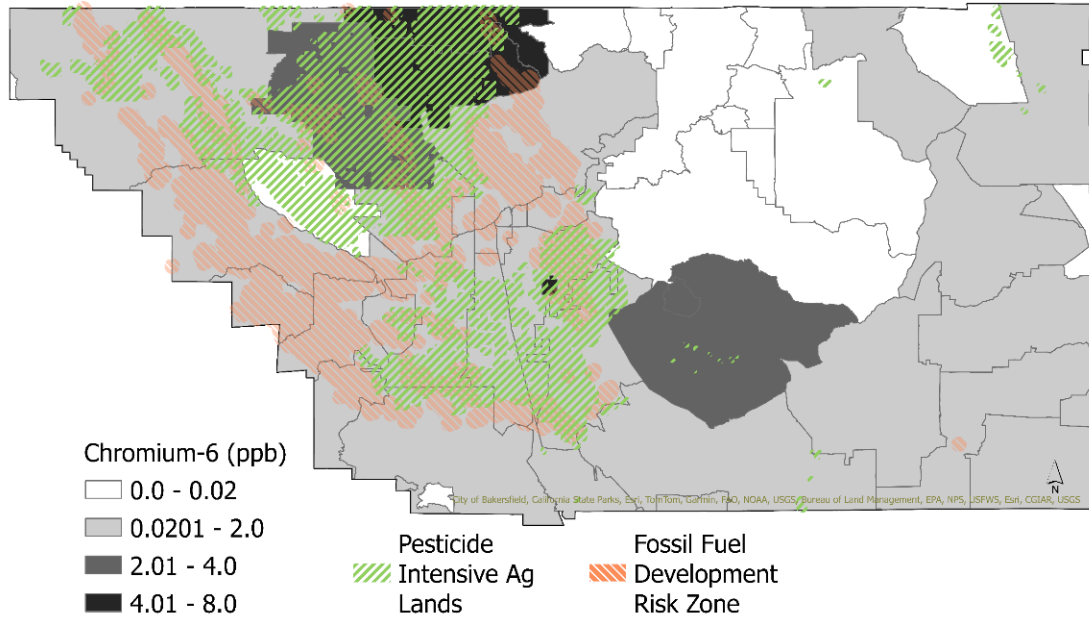 N
City of Bakersfield, California State Parks, Esri, TomTom, Garmin, FAO, NOAA, USGS, Bureau of Land Management, EPA, NPS, USFWS, Esri, CGIAR, USGS
Chromium-6 (ppb)
0.0 - 0.02
0.0201 - 2.0
2.01 - 4.0
4.01 - 8.0
Pesticide
Intensive Ag
Lands
Fossil Fuel
Development
Risk Zone